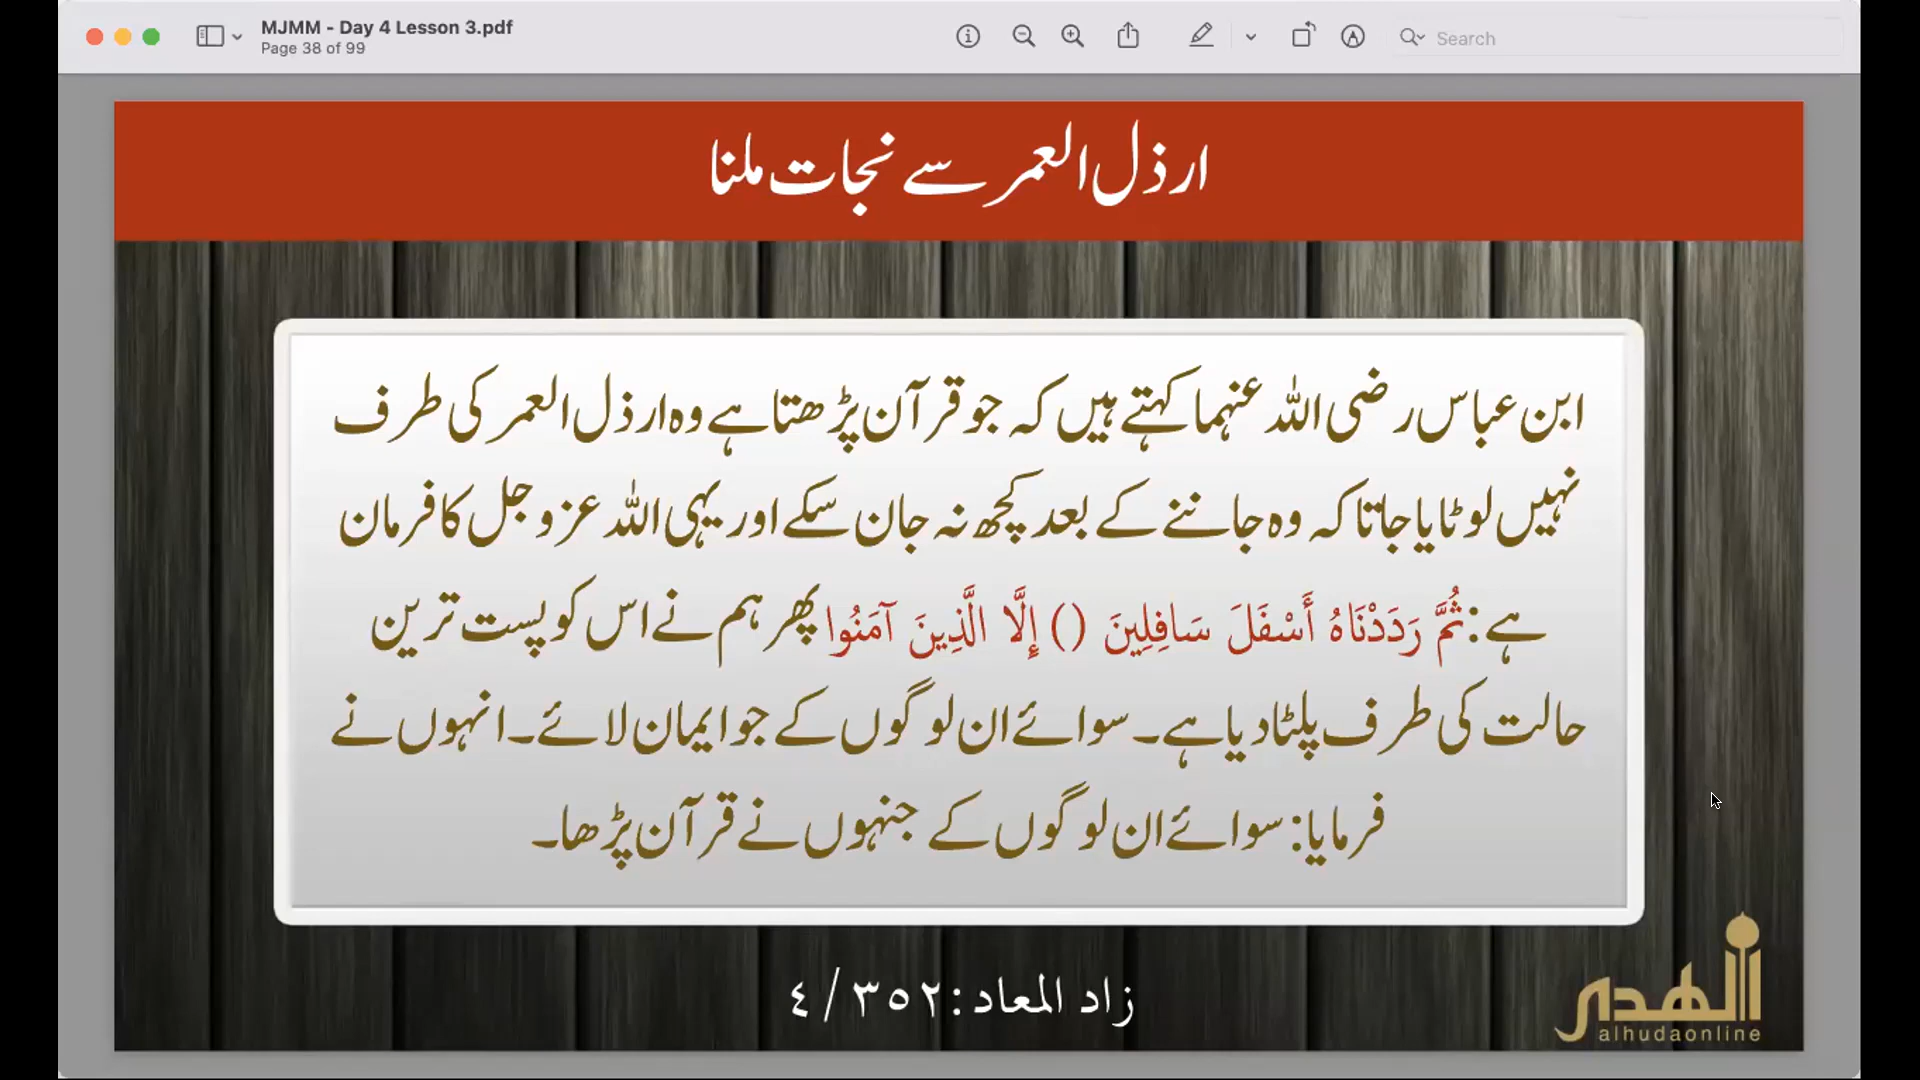 MJMM - Day 4 Lesson 3.pdf
Page 38 of 99
Search
ارذل العمر سے نجات ملنا
ابن عباس رضی اللہ عنہما کہتے ہیں کہ جو قرآن پڑھتا ہے وہ ارذل العمر کی طرف
نہیں لوٹایا جاتا کہ وہ جاننے کے بعد کچھ نہ جان سکے اور یہی اللہ عز و جل کا فرمان
ہے: ثُمَّ رَدَدْنَاهُ أَسْفَلَ سَافِلِينَ () إِلَّا الَّذِينَ آمَنُوا پھر ہم نے اس کو پست ترین
حالت کی طرف پلٹا دیا ہے۔ سوائے ان لوگوں کے جو ایمان لائے۔ انہوں نے
فرمایا: سوائے ان لوگوں کے جنہوں نے قرآن پڑھا۔
زاد المعاد: ٤/٣٥٢
الهدى
alhudaonline